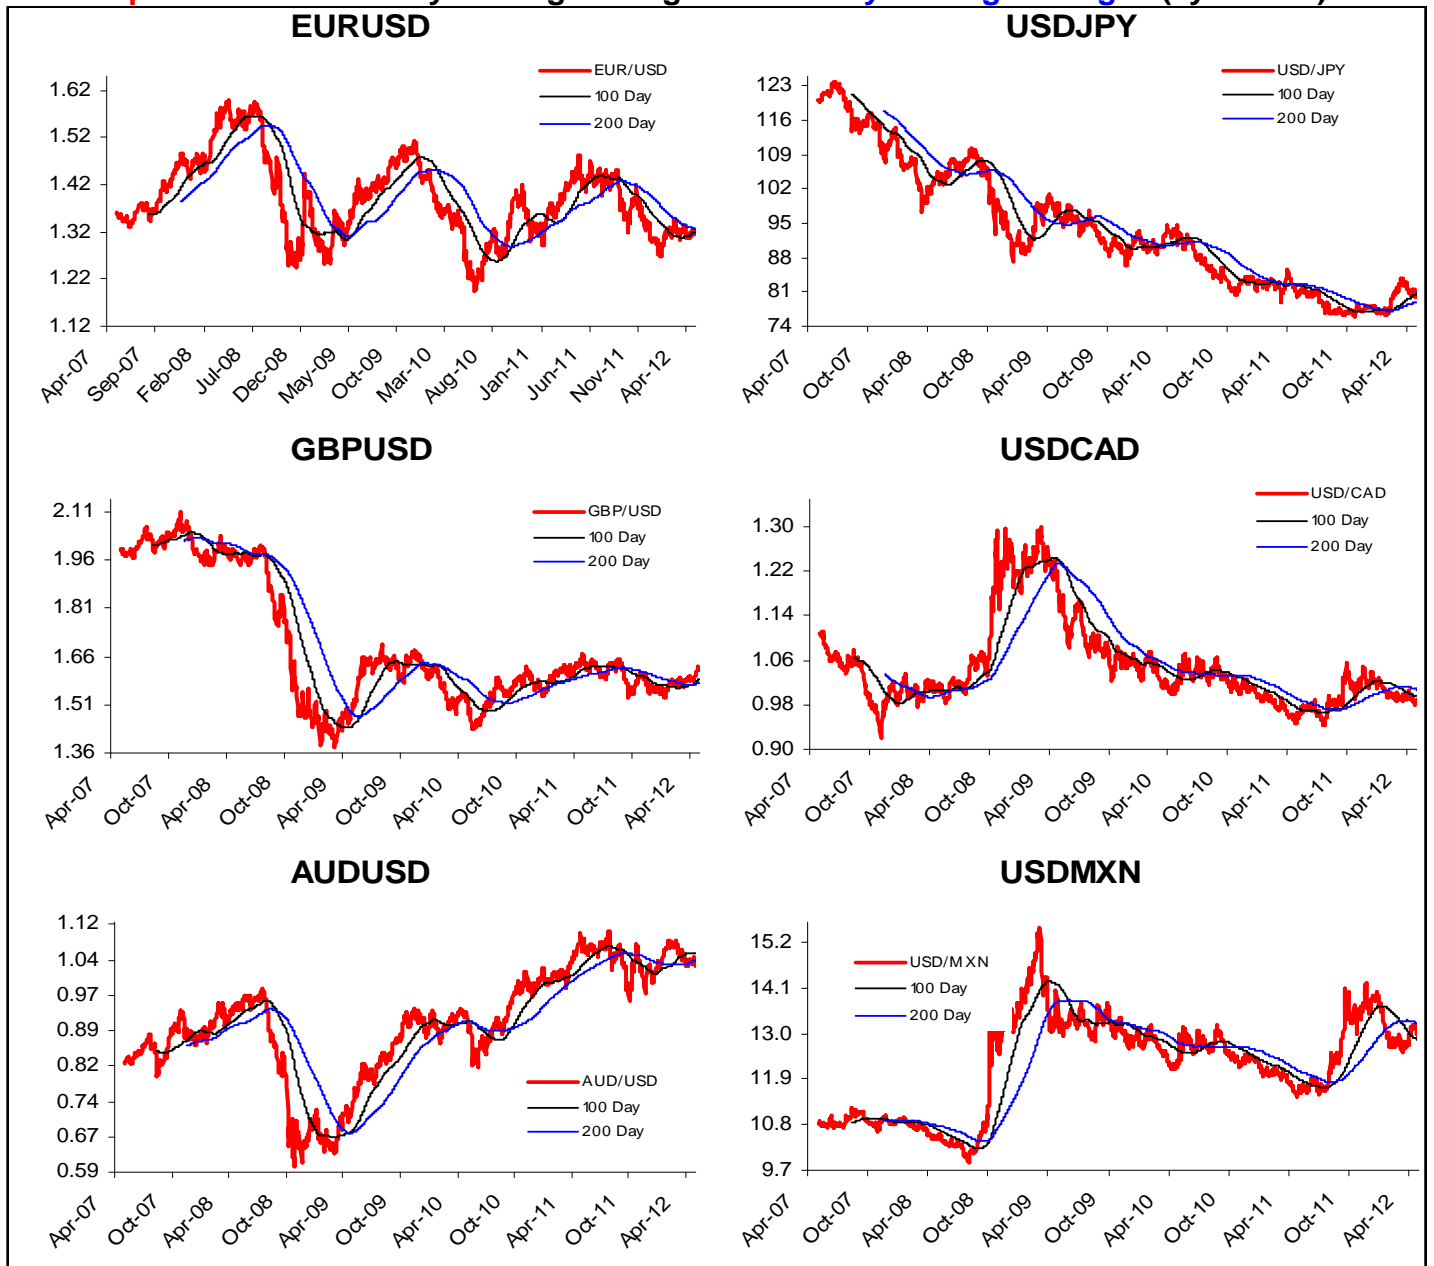 EURUSD
EUR/USD
100 Day
200 Day
1.62
1.52
1.42
1.32
1.22
1.12
Apr-07
Sep-07
Feb-08
Jul-08
Dec-08
May-09
Oct-09
Mar-10
Aug-10
Jan-11
Jun-11
Nov-11
Apr-12
USDJPY
USD/JPY
100 Day
200 Day
123
116
109
102
95
88
81
74
Apr-07
Oct-07
Apr-08
Oct-08
Apr-09
Oct-09
Apr-10
Oct-10
Apr-11
Oct-11
Apr-12
GBPUSD
GBP/USD
100 Day
200 Day
2.11
1.96
1.81
1.66
1.51
1.36
Apr-07
Oct-07
Apr-08
Oct-08
Apr-09
Oct-09
Apr-10
Oct-10
Apr-11
Oct-11
Apr-12
USDCAD
USD/CAD
100 Day
200 Day
1.30
1.22
1.14
1.06
0.98
0.90
Apr-07
Oct-07
Apr-08
Oct-08
Apr-09
Oct-09
Apr-10
Oct-10
Apr-11
Oct-11
Apr-12
AUDUSD
AUD/USD
100 Day
200 Day
1.12
1.04
0.97
0.89
0.82
0.74
0.67
0.59
Apr-07
Oct-07
Apr-08
Oct-08
Apr-09
Oct-09
Apr-10
Oct-10
Apr-11
Oct-11
Apr-12
USDMXN
USD/MXN
100 Day
200 Day
15.2
14.1
13.0
11.9
10.8
9.7
Apr-07
Oct-07
Apr-08
Oct-08
Apr-09
Oct-09
Apr-10
Oct-10
Apr-11
Oct-11
Apr-12